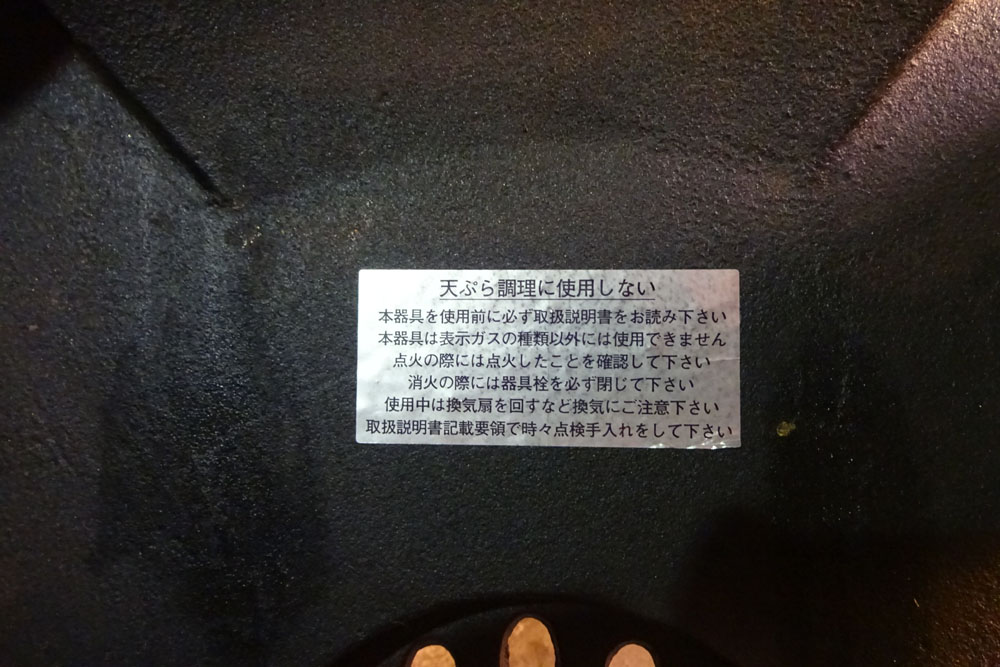 天ぷら調理に使用しない
本器具を使用前に必ず取扱説明書をお読み下さい
本器具は表示ガスの種類以外には使用できません
点火の際には点火したことを確認して下さい
消火の際には器具栓を必ず閉じて下さい
使用中は換気扇を回すなど換気にご注意下さい
取扱説明書記載要領で時々点検手入れをして下さい